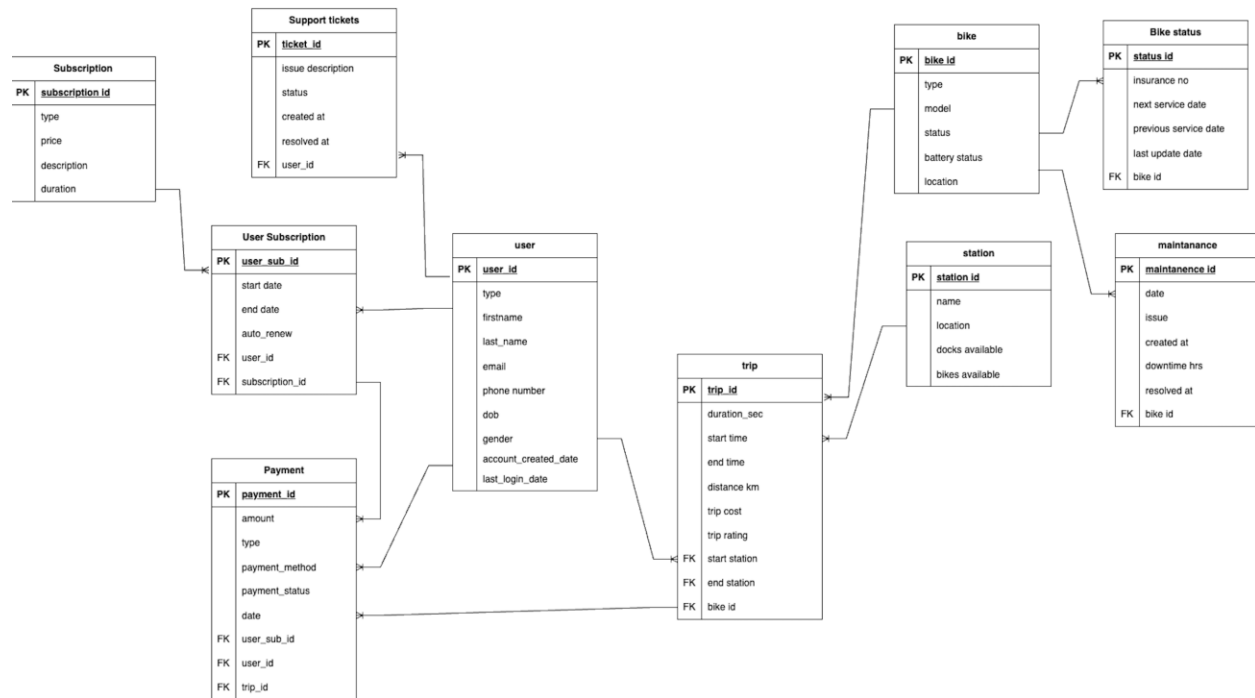 Support tickets
PK ticket_id
issue description
status
created at
resolved at
FK user_id
Subscription
PK subscription id
type
price
description
duration
User Subscription
PK user_sub_id
start date
end date
auto_renew
FK user_id
FK subscription_id
Payment
PK payment_id
amount
type
payment_method
payment_status
date
FK user_sub_id
FK user_id
FK trip_id
user
PK user_id
type
firstname
last_name
email
phone number
dob
gender
account_created_date
last_login_date
trip
PK trip_id
duration_sec
start time
end time
distance km
trip cost
trip rating
FK start station
FK end station
FK bike id
bike
PK bike id
type
model
status
battery status
location
station
PK station id
name
location
docks available
bikes available
Bike status
PK status id
insurance no
next service date
previous service date
last update date
FK bike id
maintanance
PK maintanence id
date
issue
created at
downtime hrs
resolved at
FK bike id